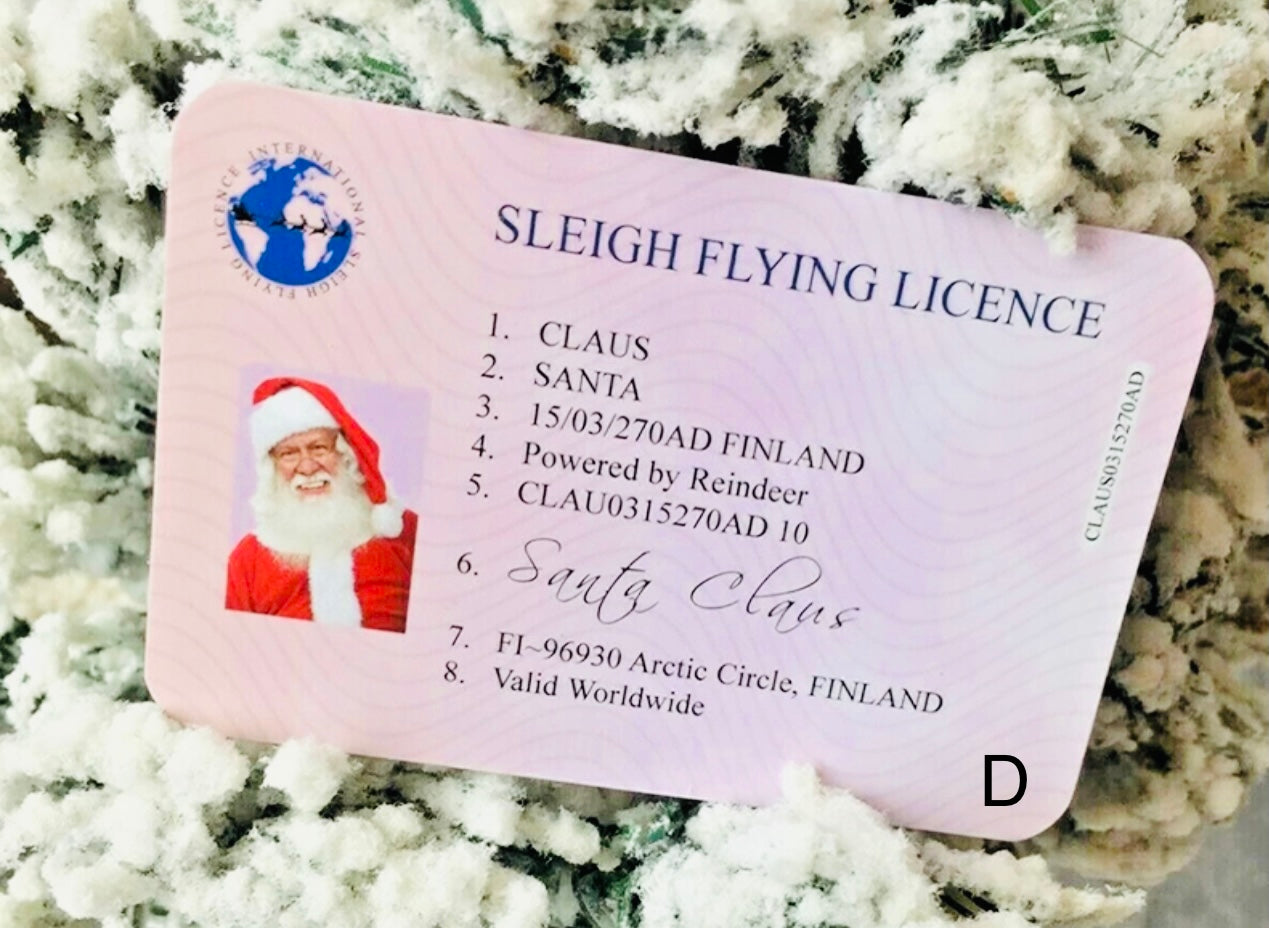 INTERNATIONAL SLEIGH FLYING LICENCE
SLEIGH FLYING LICENCE
1. CLAUS
2. SANTA
3. 15/03/270AD FINLAND
4. Powered by Reindeer
5. CLAU0315270AD 10
6. Santa Claus
7. FI~96930 Arctic Circle, FINLAND
8. Valid Worldwide
CLAUS0315270AD
D